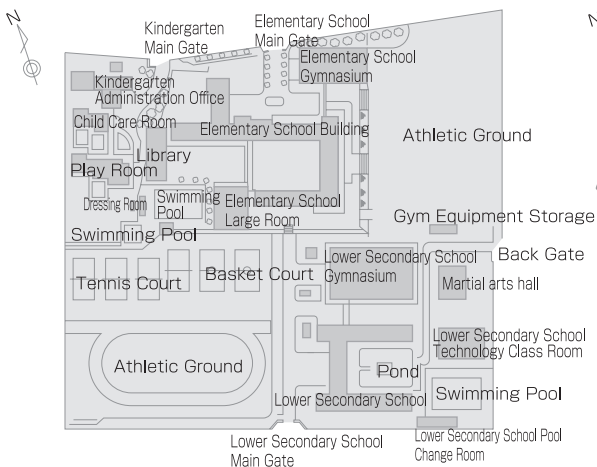 N
Kindergarten
Main Gate
Elementary School
Main Gate
Elementary School
Gymnasium
Kindergarten
Administration Office
Child Care Room
Elementary School Building
Athletic Ground
Library
Play Room
Dressing Room
Swimming
Pool
Elementary School
Large Room
Gym Equipment Storage
Swimming Pool
Back Gate
Lower Secondary School
Gymnasium
Basket Court
Tennis Court
Martial arts hall
Lower Secondary School
Technology Class Room
Athletic Ground
Pond
Swimming Pool
Lower Secondary School
Lower Secondary School Pool
Change Room
Lower Secondary School
Main Gate